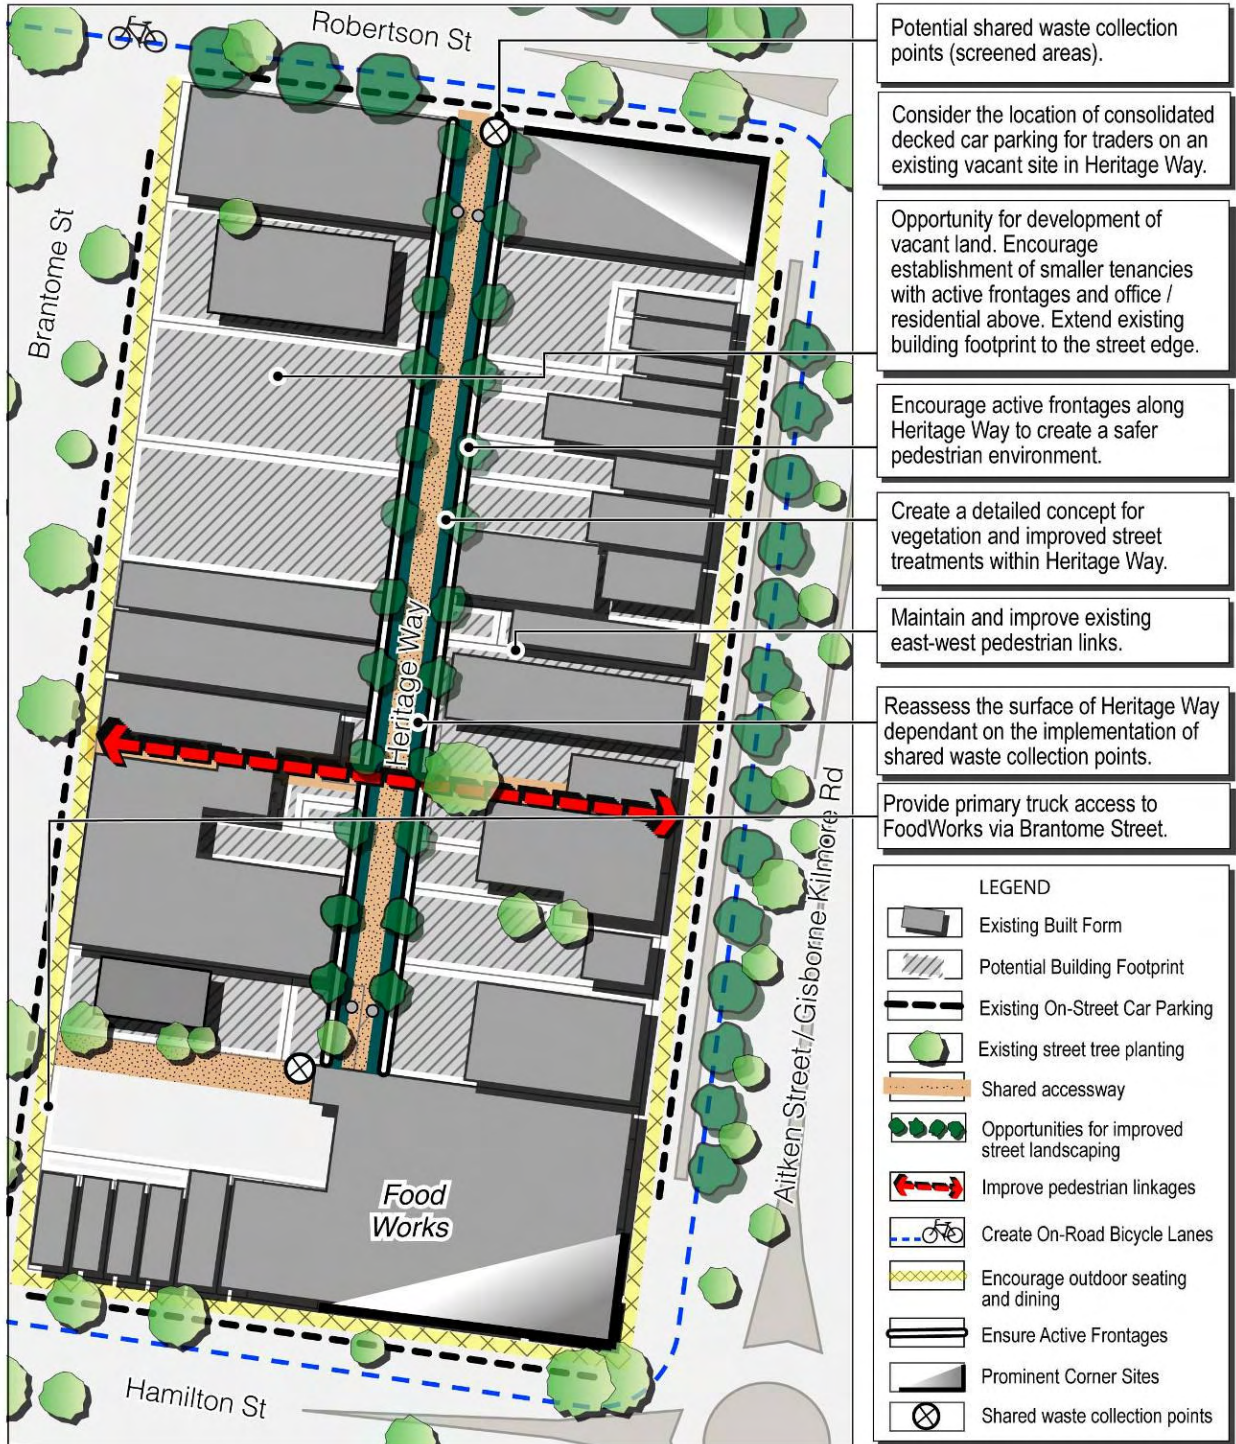 Robertson St
Brantome St
Heritage Way
Aitken Street / Gisborne-Kilmore Rd
Food
Works
Hamilton St
Potential shared waste collection
points (screened areas).
Consider the location of consolidated
decked car parking for traders on an
existing vacant site in Heritage Way.
Opportunity for development of
vacant land. Encourage
establishment of smaller tenancies
with active frontages and office /
residential above. Extend existing
building footprint to the street edge.
Encourage active frontages along
Heritage Way to create a safer
pedestrian environment.
Create a detailed concept for
vegetation and improved street
treatments within Heritage Way.
Maintain and improve existing
east-west pedestrian links.
Reassess the surface of Heritage Way
dependant on the implementation of
shared waste collection points.
Provide primary truck access to
FoodWorks via Brantome Street.
LEGEND
Existing Built Form
Potential Building Footprint
Existing On-Street Car Parking
Existing street tree planting
Shared accessway
Opportunities for improved
street landscaping
Improve pedestrian linkages
Create On-Road Bicycle Lanes
Encourage outdoor seating
and dining
Ensure Active Frontages
Prominent Corner Sites
Shared waste collection points